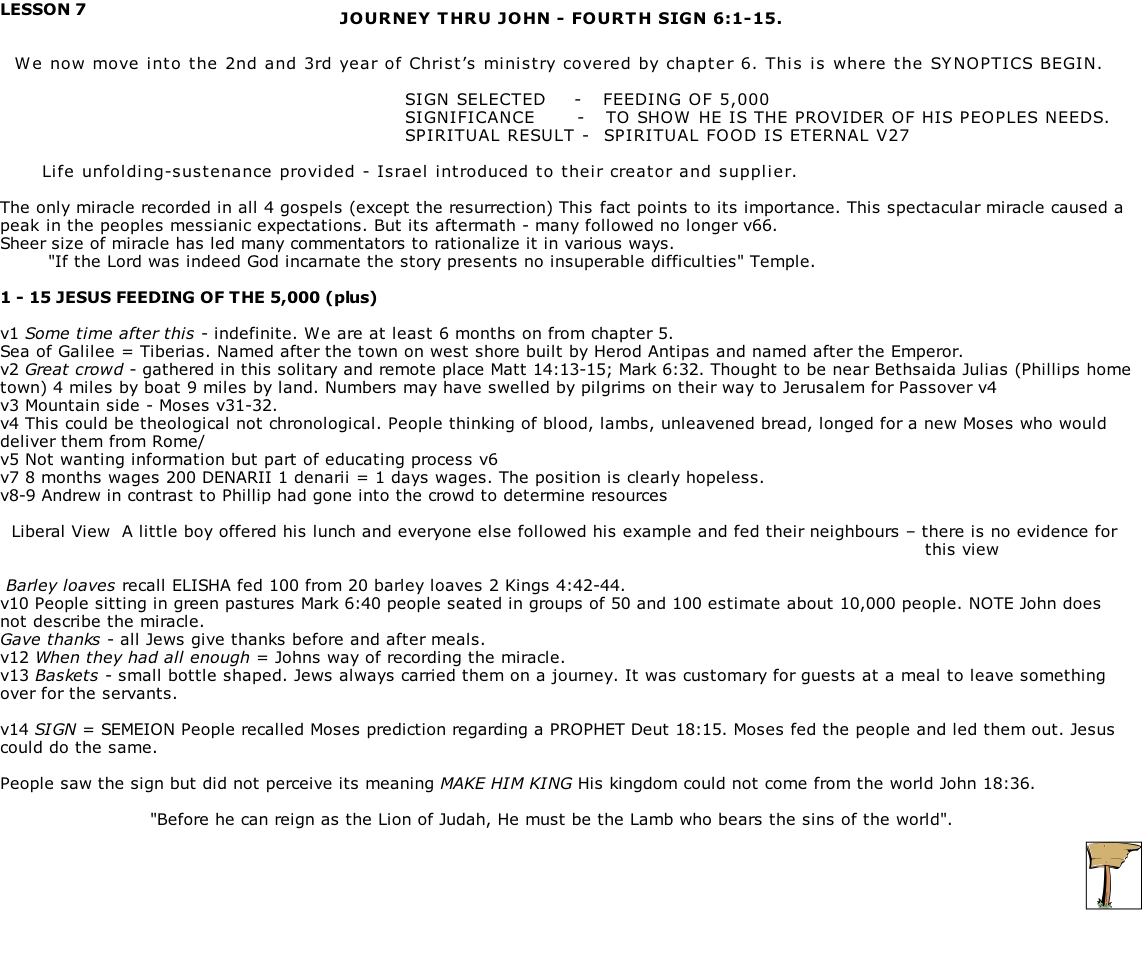 LESSON 7
JOURNEY THRU JOHN - FOURTH SIGN 6:1-15.
We now move into the 2nd and 3rd year of Christ’s ministry covered by chapter 6. This is where the SYNOPTICS BEGIN.
SIGN SELECTED - FEEDING OF 5,000
SIGNIFICANCE - TO SHOW HE IS THE PROVIDER OF HIS PEOPLES NEEDS.
SPIRITUAL RESULT - SPIRITUAL FOOD IS ETERNAL V27
Life unfolding-sustenance provided - Israel introduced to their creator and supplier.
The only miracle recorded in all 4 gospels (except the resurrection) This fact points to its importance. This spectacular miracle caused a
peak in the peoples messianic expectations. But its aftermath - many followed no longer v66.
Sheer size of miracle has led many commentators to rationalize it in various ways.
"If the Lord was indeed God incarnate the story presents no insuperable difficulties" Temple.
1 - 15 JESUS FEEDING OF THE 5,000 (plus)
v1 Some time after this - indefinite. We are at least 6 months on from chapter 5.
Sea of Galilee = Tiberias. Named after the town on west shore built by Herod Antipas and named after the Emperor.
v2 Great crowd - gathered in this solitary and remote place Matt 14:13-15; Mark 6:32. Thought to be near Bethsaida Julias (Phillips home
town) 4 miles by boat 9 miles by land. Numbers may have swelled by pilgrims on their way to Jerusalem for Passover v4
v3 Mountain side - Moses v31-32.
v4 This could be theological not chronological. People thinking of blood, lambs, unleavened bread, longed for a new Moses who would
deliver them from Rome/
v5 Not wanting information but part of educating process v6
v7 8 months wages 200 DENARII 1 denarii = 1 days wages. The position is clearly hopeless.
v8-9 Andrew in contrast to Phillip had gone into the crowd to determine resources
Liberal View A little boy offered his lunch and everyone else followed his example and fed their neighbours – there is no evidence for
this view
Barley loaves recall ELISHA fed 100 from 20 barley loaves 2 Kings 4:42-44.
v10 People sitting in green pastures Mark 6:40 people seated in groups of 50 and 100 estimate about 10,000 people. NOTE John does
not describe the miracle.
Gave thanks - all Jews give thanks before and after meals.
v12 When they had all enough = Johns way of recording the miracle.
v13 Baskets - small bottle shaped. Jews always carried them on a journey. It was customary for guests at a meal to leave something
over for the servants.
v14 SIGN = SEMEION People recalled Moses prediction regarding a PROPHET Deut 18:15. Moses fed the people and led them out. Jesus
could do the same.
People saw the sign but did not perceive its meaning MAKE HIM KING His kingdom could not come from the world John 18:36.
"Before he can reign as the Lion of Judah, He must be the Lamb who bears the sins of the world".